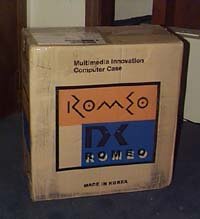 Multimedia Innovation
Computer Case
ROMEO
DX
ROMEO
MADE IN KOREA